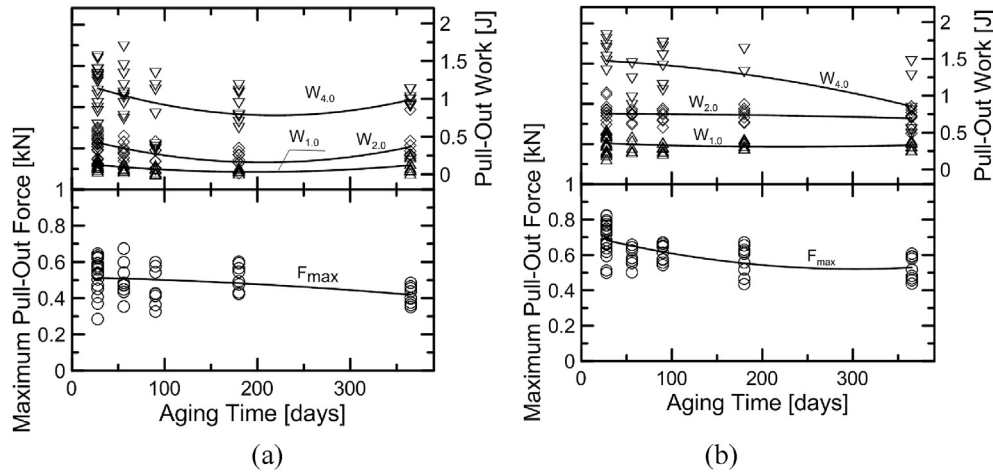 2
1.5
W4.0
1
W1.0
W2.0
0.5
0
Pull-Out Work [J]
1
0.8
0.6
Fmax
0.4
0.2
0
Maximum Pull-Out Force [kN]
0 100 200 300
Aging Time [days]
(a)
2
1.5
W4.0
1
W2.0
0.5
W1.0
0
Pull-Out Work [J]
1
0.8
0.6
Fmax
0.4
0.2
0
Maximum Pull-Out Force [kN]
0 100 200 300
Aging Time [days]
(b)